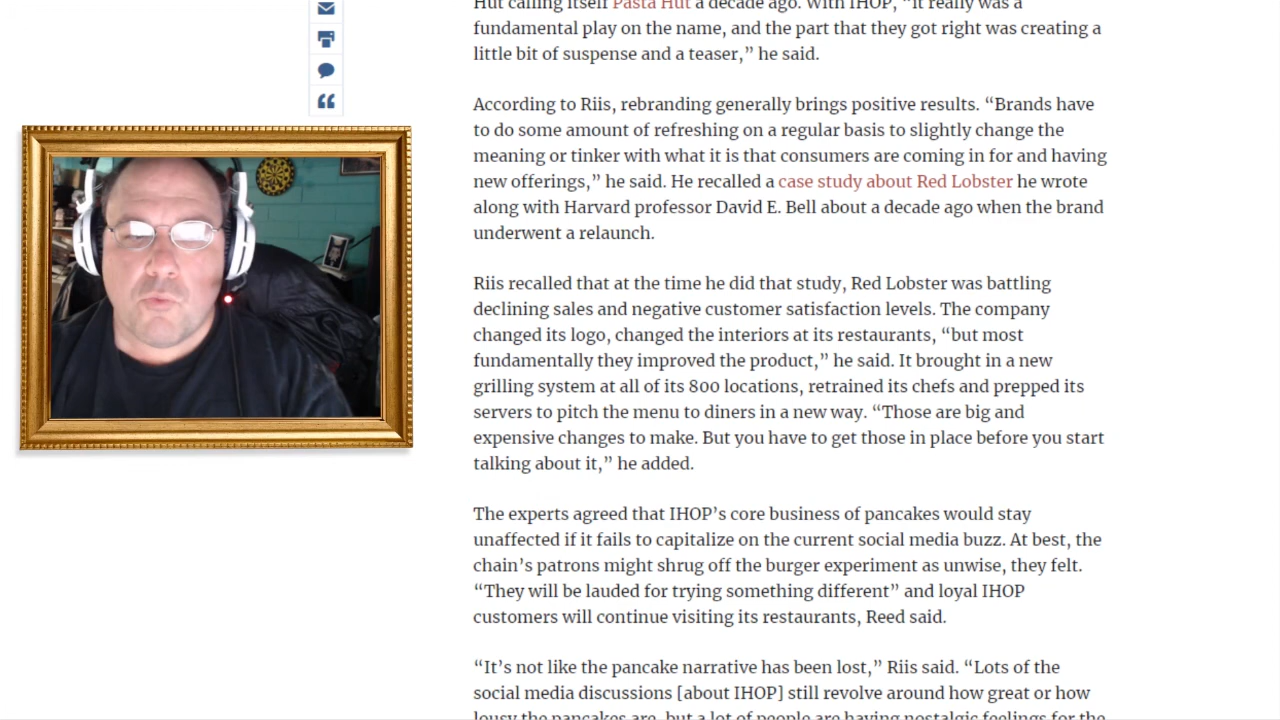 Hut calling itself Pasta Hut a decade ago. With IHOP, “it really was a
fundamental play on the name, and the part that they got right was creating a
little bit of suspense and a teaser,” he said.
According to Riis, rebranding generally brings positive results. “Brands have
to do some amount of refreshing on a regular basis to slightly change the
meaning or tinker with what it is that consumers are coming in for and having
new offerings,” he said. He recalled a case study about Red Lobster he wrote
along with Harvard professor David E. Bell about a decade ago when the brand
underwent a relaunch.
Riis recalled that at the time he did that study, Red Lobster was battling
declining sales and negative customer satisfaction levels. The company
changed its logo, changed the interiors at its restaurants, “but most
fundamentally they improved the product,” he said. It brought in a new
grilling system at all of its 800 locations, retrained its chefs and prepped its
servers to pitch the menu to diners in a new way. “Those are big and
expensive changes to make. But you have to get those in place before you start
talking about it,” he added.
The experts agreed that IHOP’s core business of pancakes would stay
unaffected if it fails to capitalize on the current social media buzz. At best, the
chain’s patrons might shrug off the burger experiment as unwise, they felt.
“They will be lauded for trying something different” and loyal IHOP
customers will continue visiting its restaurants, Reed said.
“It’s not like the pancake narrative has been lost,” Riis said. “Lots of the
social media discussions [about IHOP] still revolve around how great or how
lousy the pancakes are, but a lot of people are having nostalgic feelings for the